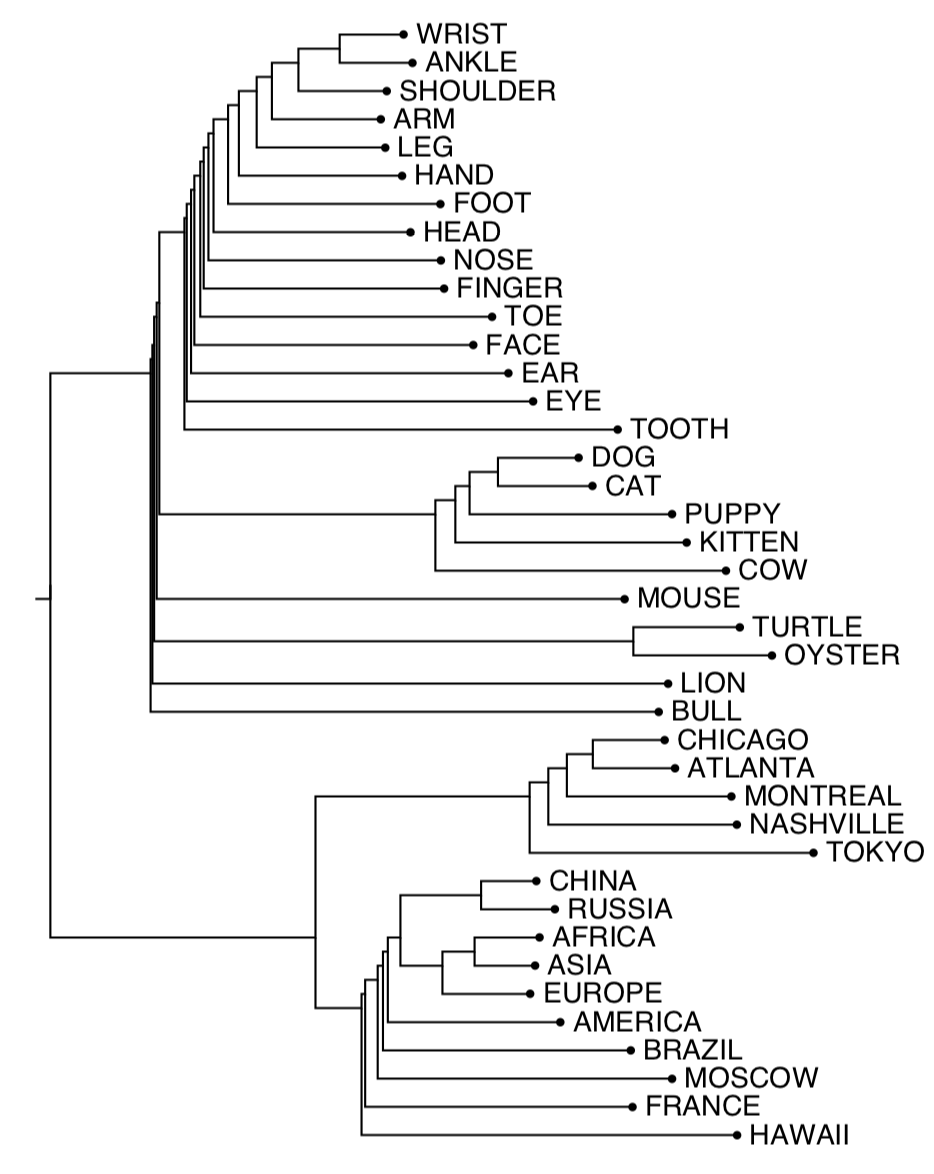 WRIST
ANKLE
SHOULDER
ARM
LEG
HAND
FOOT
HEAD
NOSE
FINGER
TOE
FACE
EAR
EYE
TOOTH
DOG
CAT
PUPPY
KITTEN
COW
MOUSE
TURTLE
OYSTER
LION
BULL
CHICAGO
ATLANTA
MONTREAL
NASHVILLE
TOKYO
CHINA
RUSSIA
AFRICA
ASIA
EUROPE
AMERICA
BRAZIL
MOSCOW
FRANCE
HAWAII